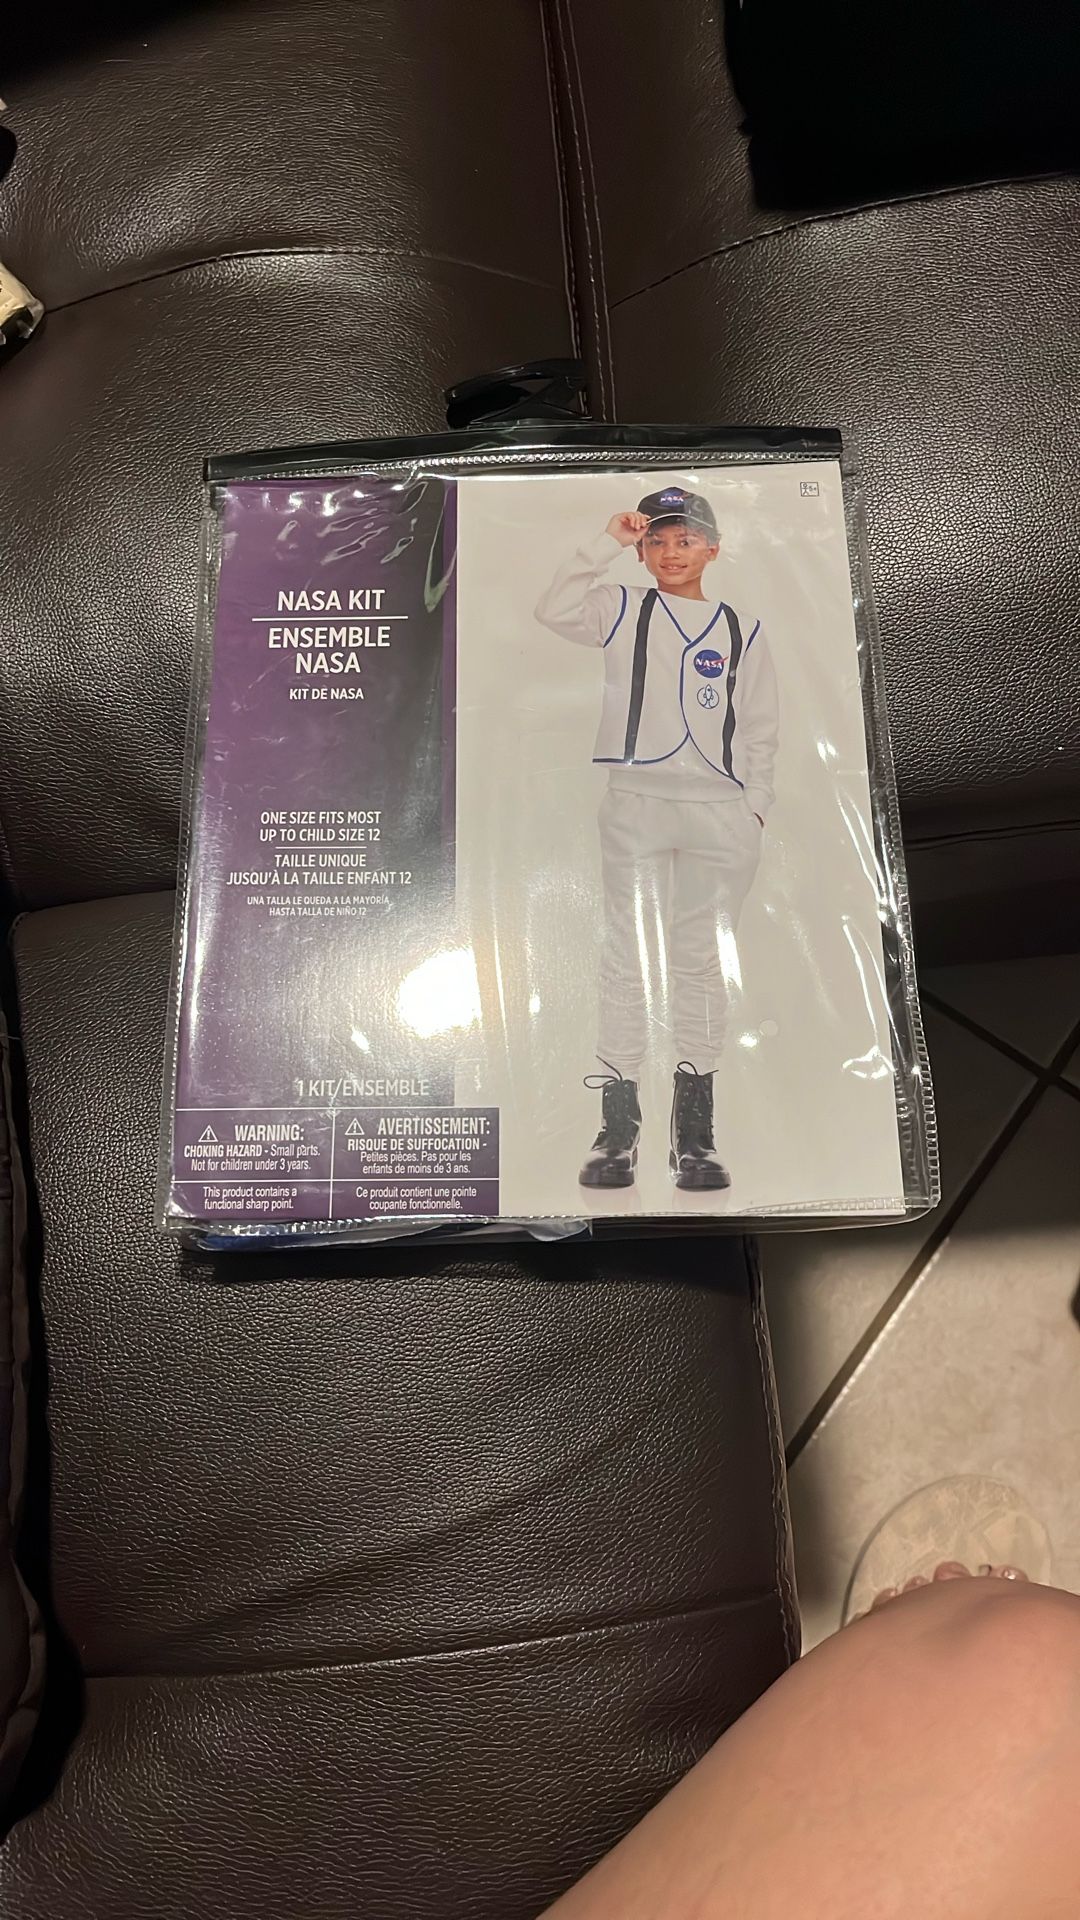 NASA KIT
ENSEMBLE
NASA
KIT DE NASA
ONE SIZE FITS MOST
UP TO CHILD SIZE 12
TAILLE UNIQUE
JUSQU'À LA TAILLE ENFANT 12
UNA TALLA LE QUEDA A LA MAYORÍA
HASTA TALLA DE NIÑO 12
1 KIT/ENSEMBLE
⚠ WARNING:
CHOKING HAZARD - Small parts.
Not for children under 3 years.
This product contains a
functional sharp point.
⚠ AVERTISSEMENT:
RISQUE DE SUFFOCATION -
Petites pièces. Pas pour les
enfants de moins de 3 ans.
Ce produit contient une pointe
coupante fonctionnelle.
NASA
NASA